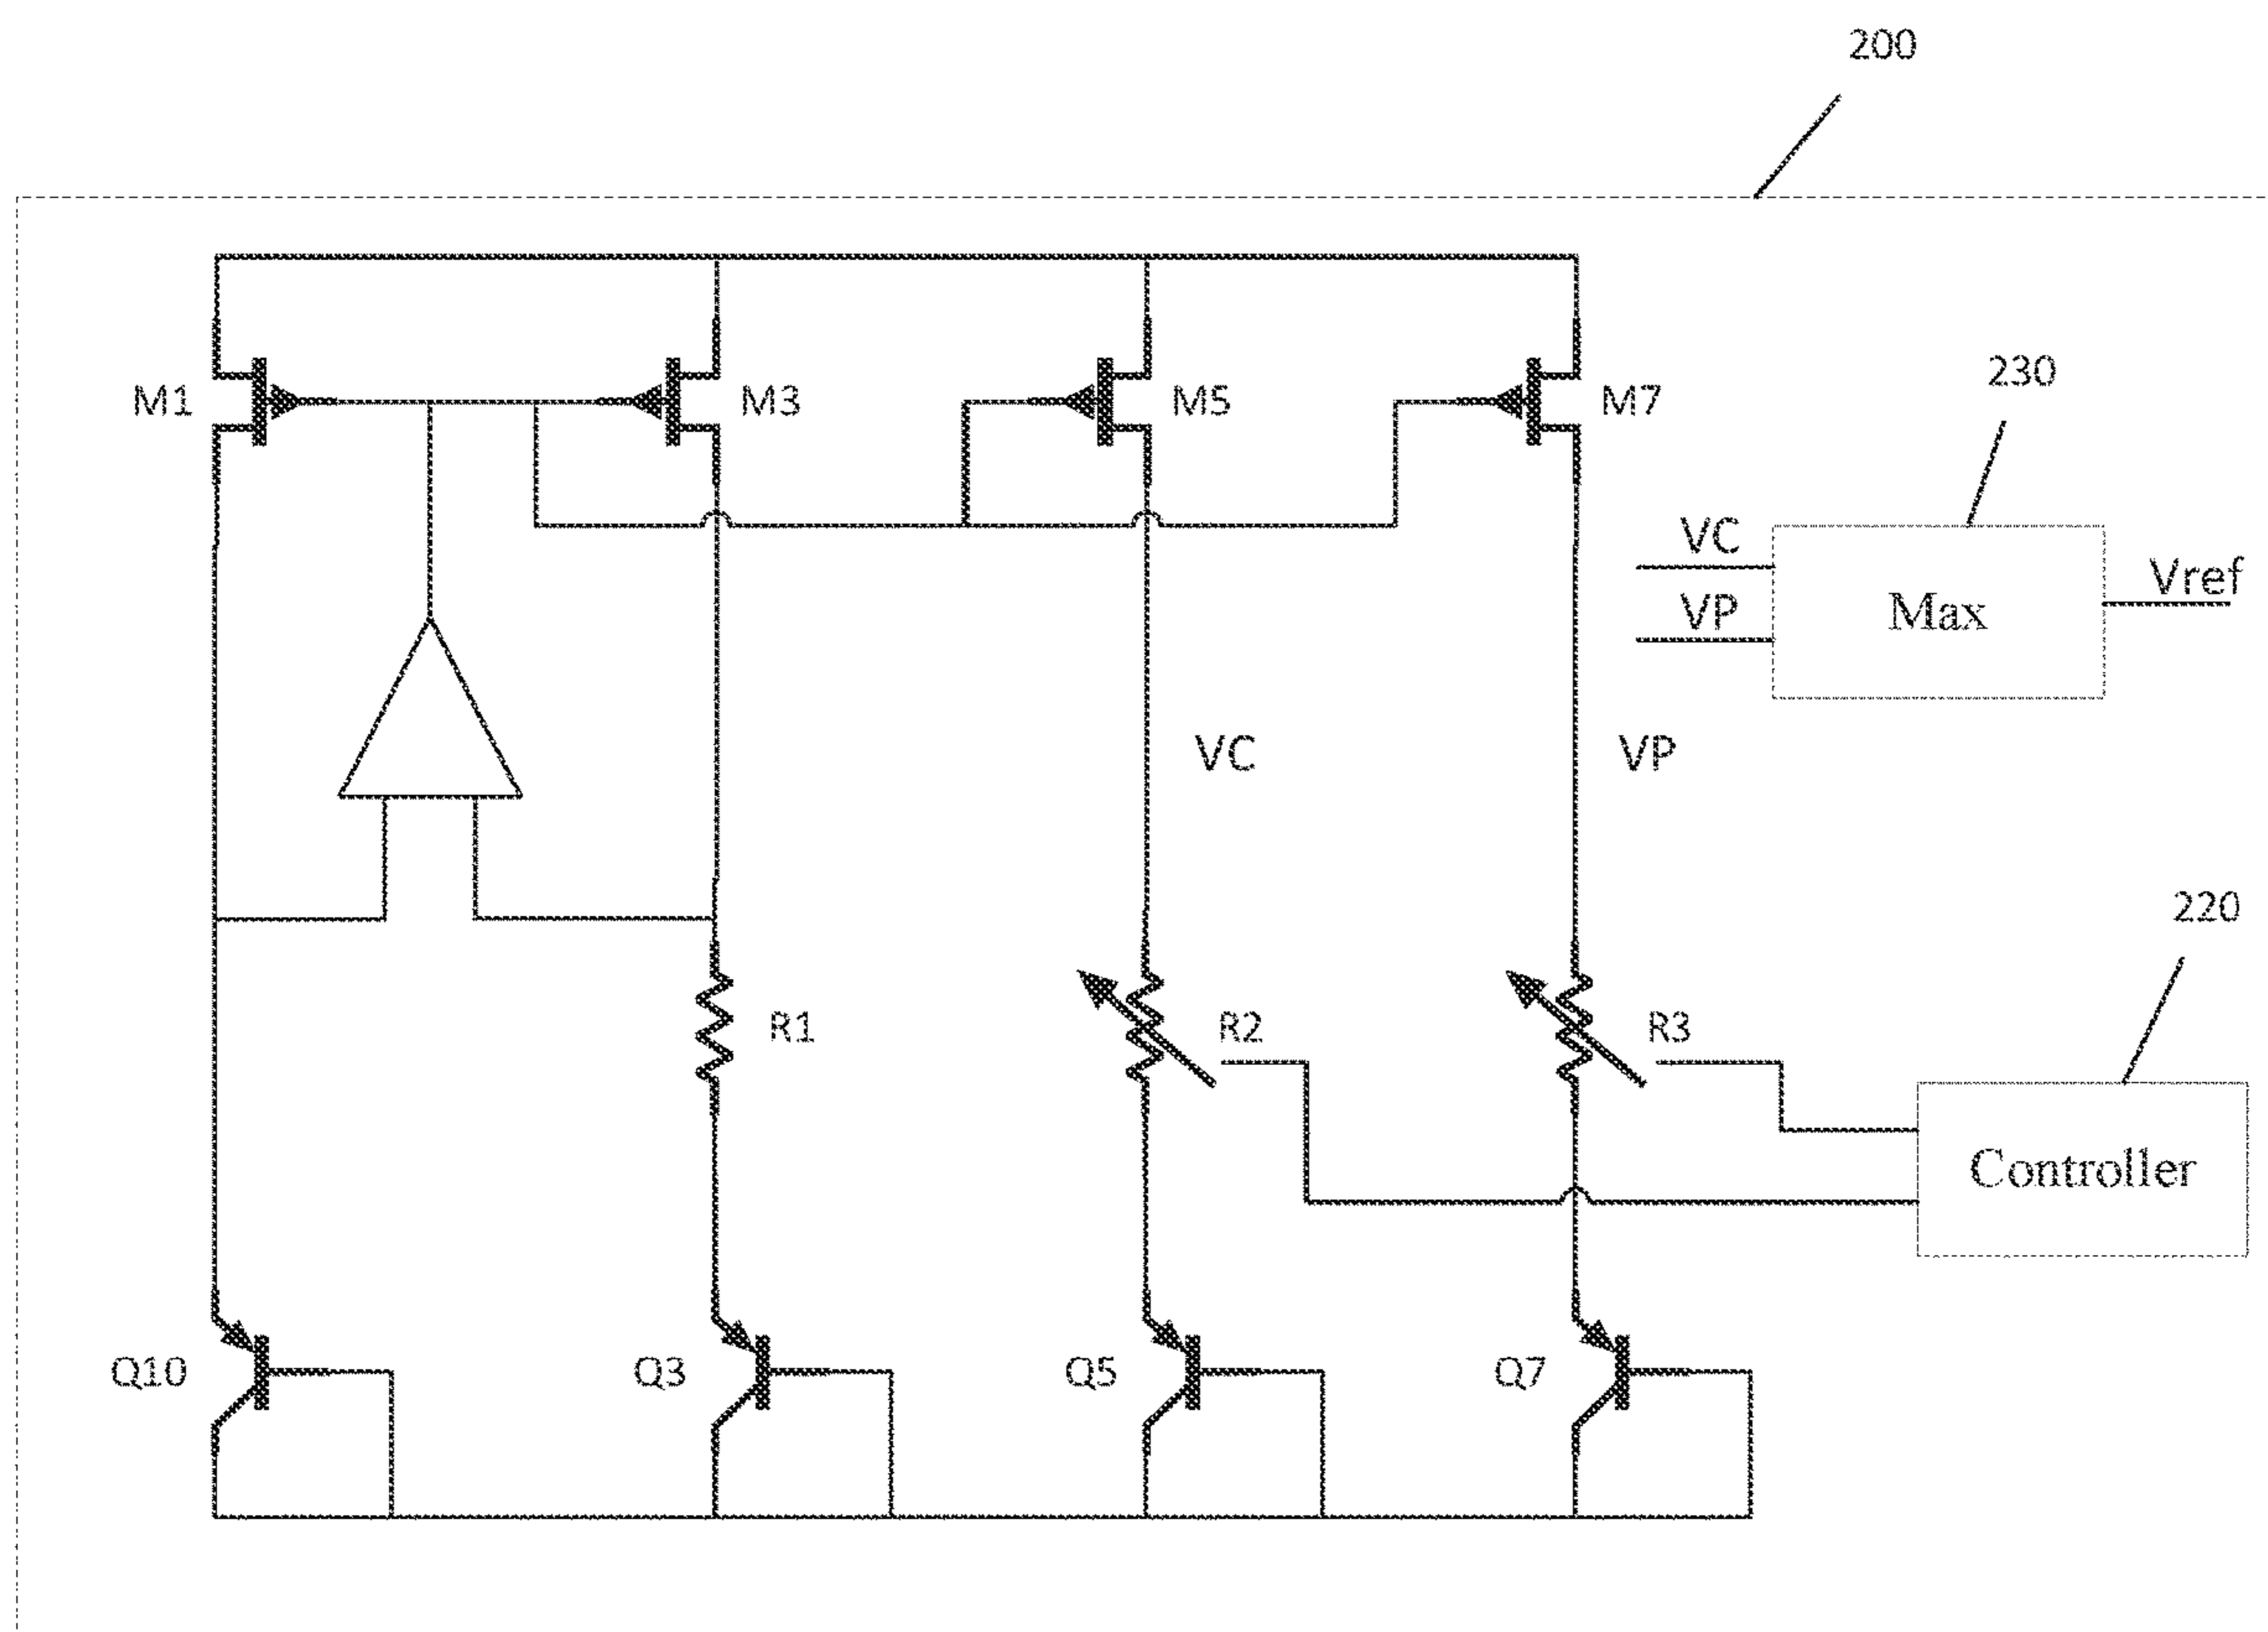 200
M1
M3
M5
M7
230
VC
VP
Max
Vref
VC
VP
220
R1
R2
R3
Controller
Q10
Q3
Q5
Q7